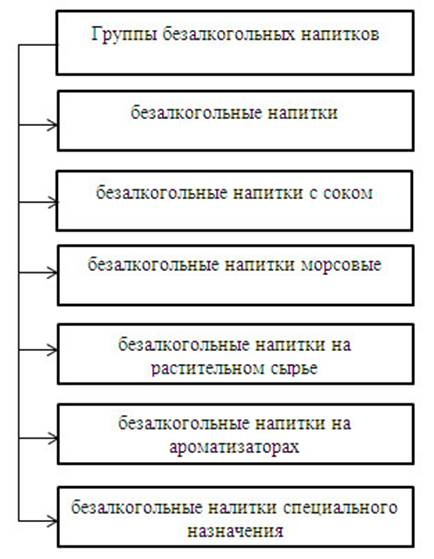 Группы безалкогольных напитков
безалкогольные напитки
безалкогольные напитки с соком
безалкогольные напитки морсовые
безалкогольные напитки на
растительном сырье
безалкогольные напитки на
ароматизаторах
безалкогольные налитки специального
назначения